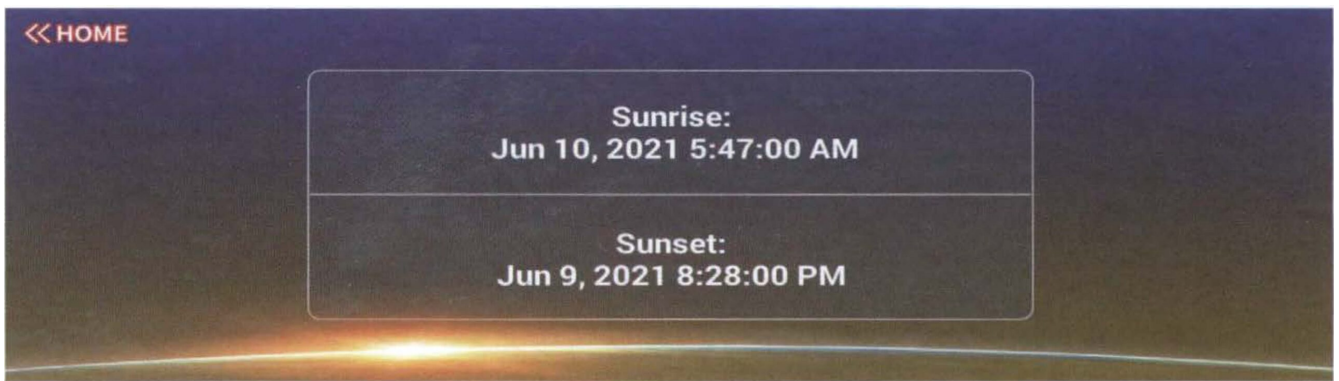 << HOME
Sunrise:
Jun 10, 2021 5:47:00 AM
Sunset:
Jun 9, 2021 8:28:00 PM